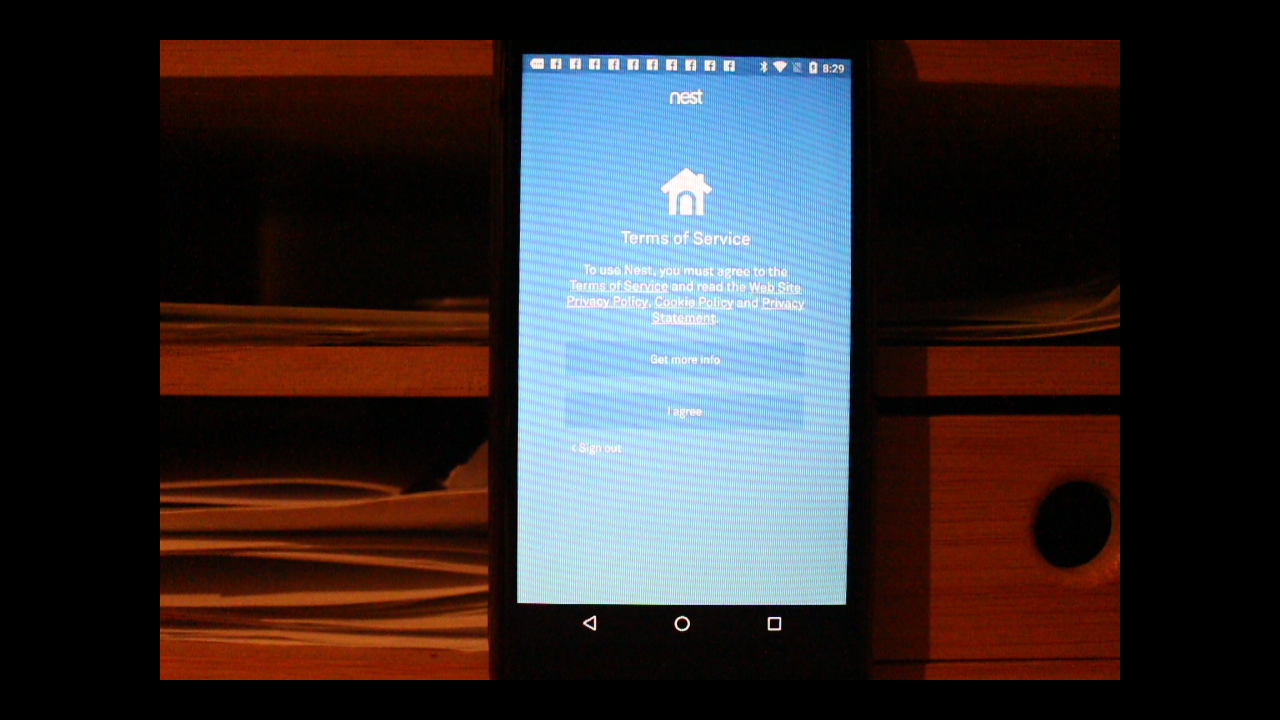 8:29
nest
Terms of Service
To use Nest, you must agree to the
Terms of Service and read the Web Site
Privacy Policy, Cookie Policy and Privacy
Statement.
Get more info
I agree
< Sign out